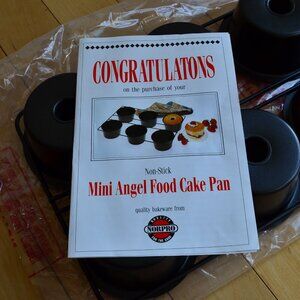 CONGRATULATONS
on the purchase of your
Non-Stick
Mini Angel Food Cake Pan
quality bakeware from
NORPRO